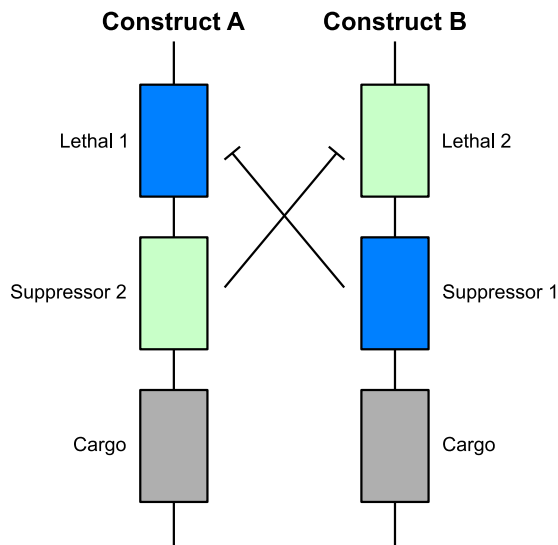 Construct A
Construct B
Lethal 1
Lethal 2
Suppressor 2
Suppressor 1
Cargo
Cargo